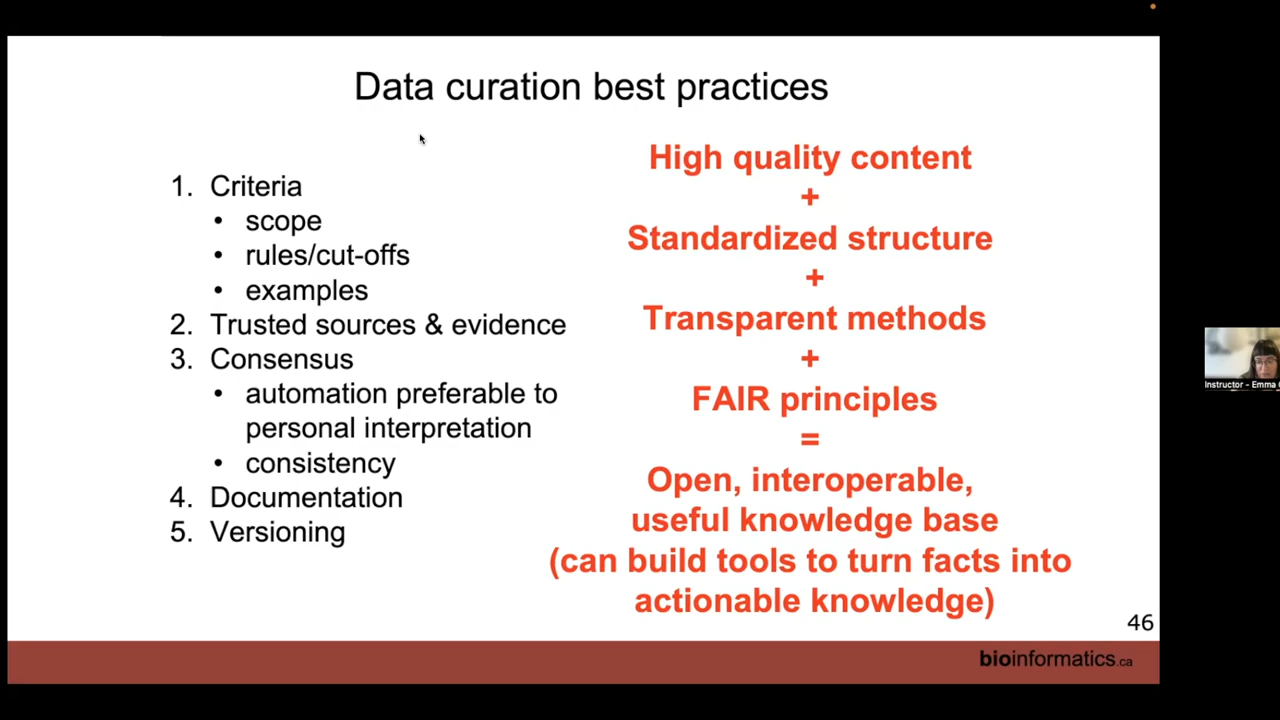 Data curation best practices
1. Criteria
• scope
• rules/cut-offs
• examples
2. Trusted sources & evidence
3. Consensus
• automation preferable to
personal interpretation
• consistency
4. Documentation
5. Versioning
High quality content
+
Standardized structure
+
Transparent methods
+
FAIR principles
=
Open, interoperable,
useful knowledge base
(can build tools to turn facts into
actionable knowledge)
46
bioinformatics.ca
Instructor - Emma